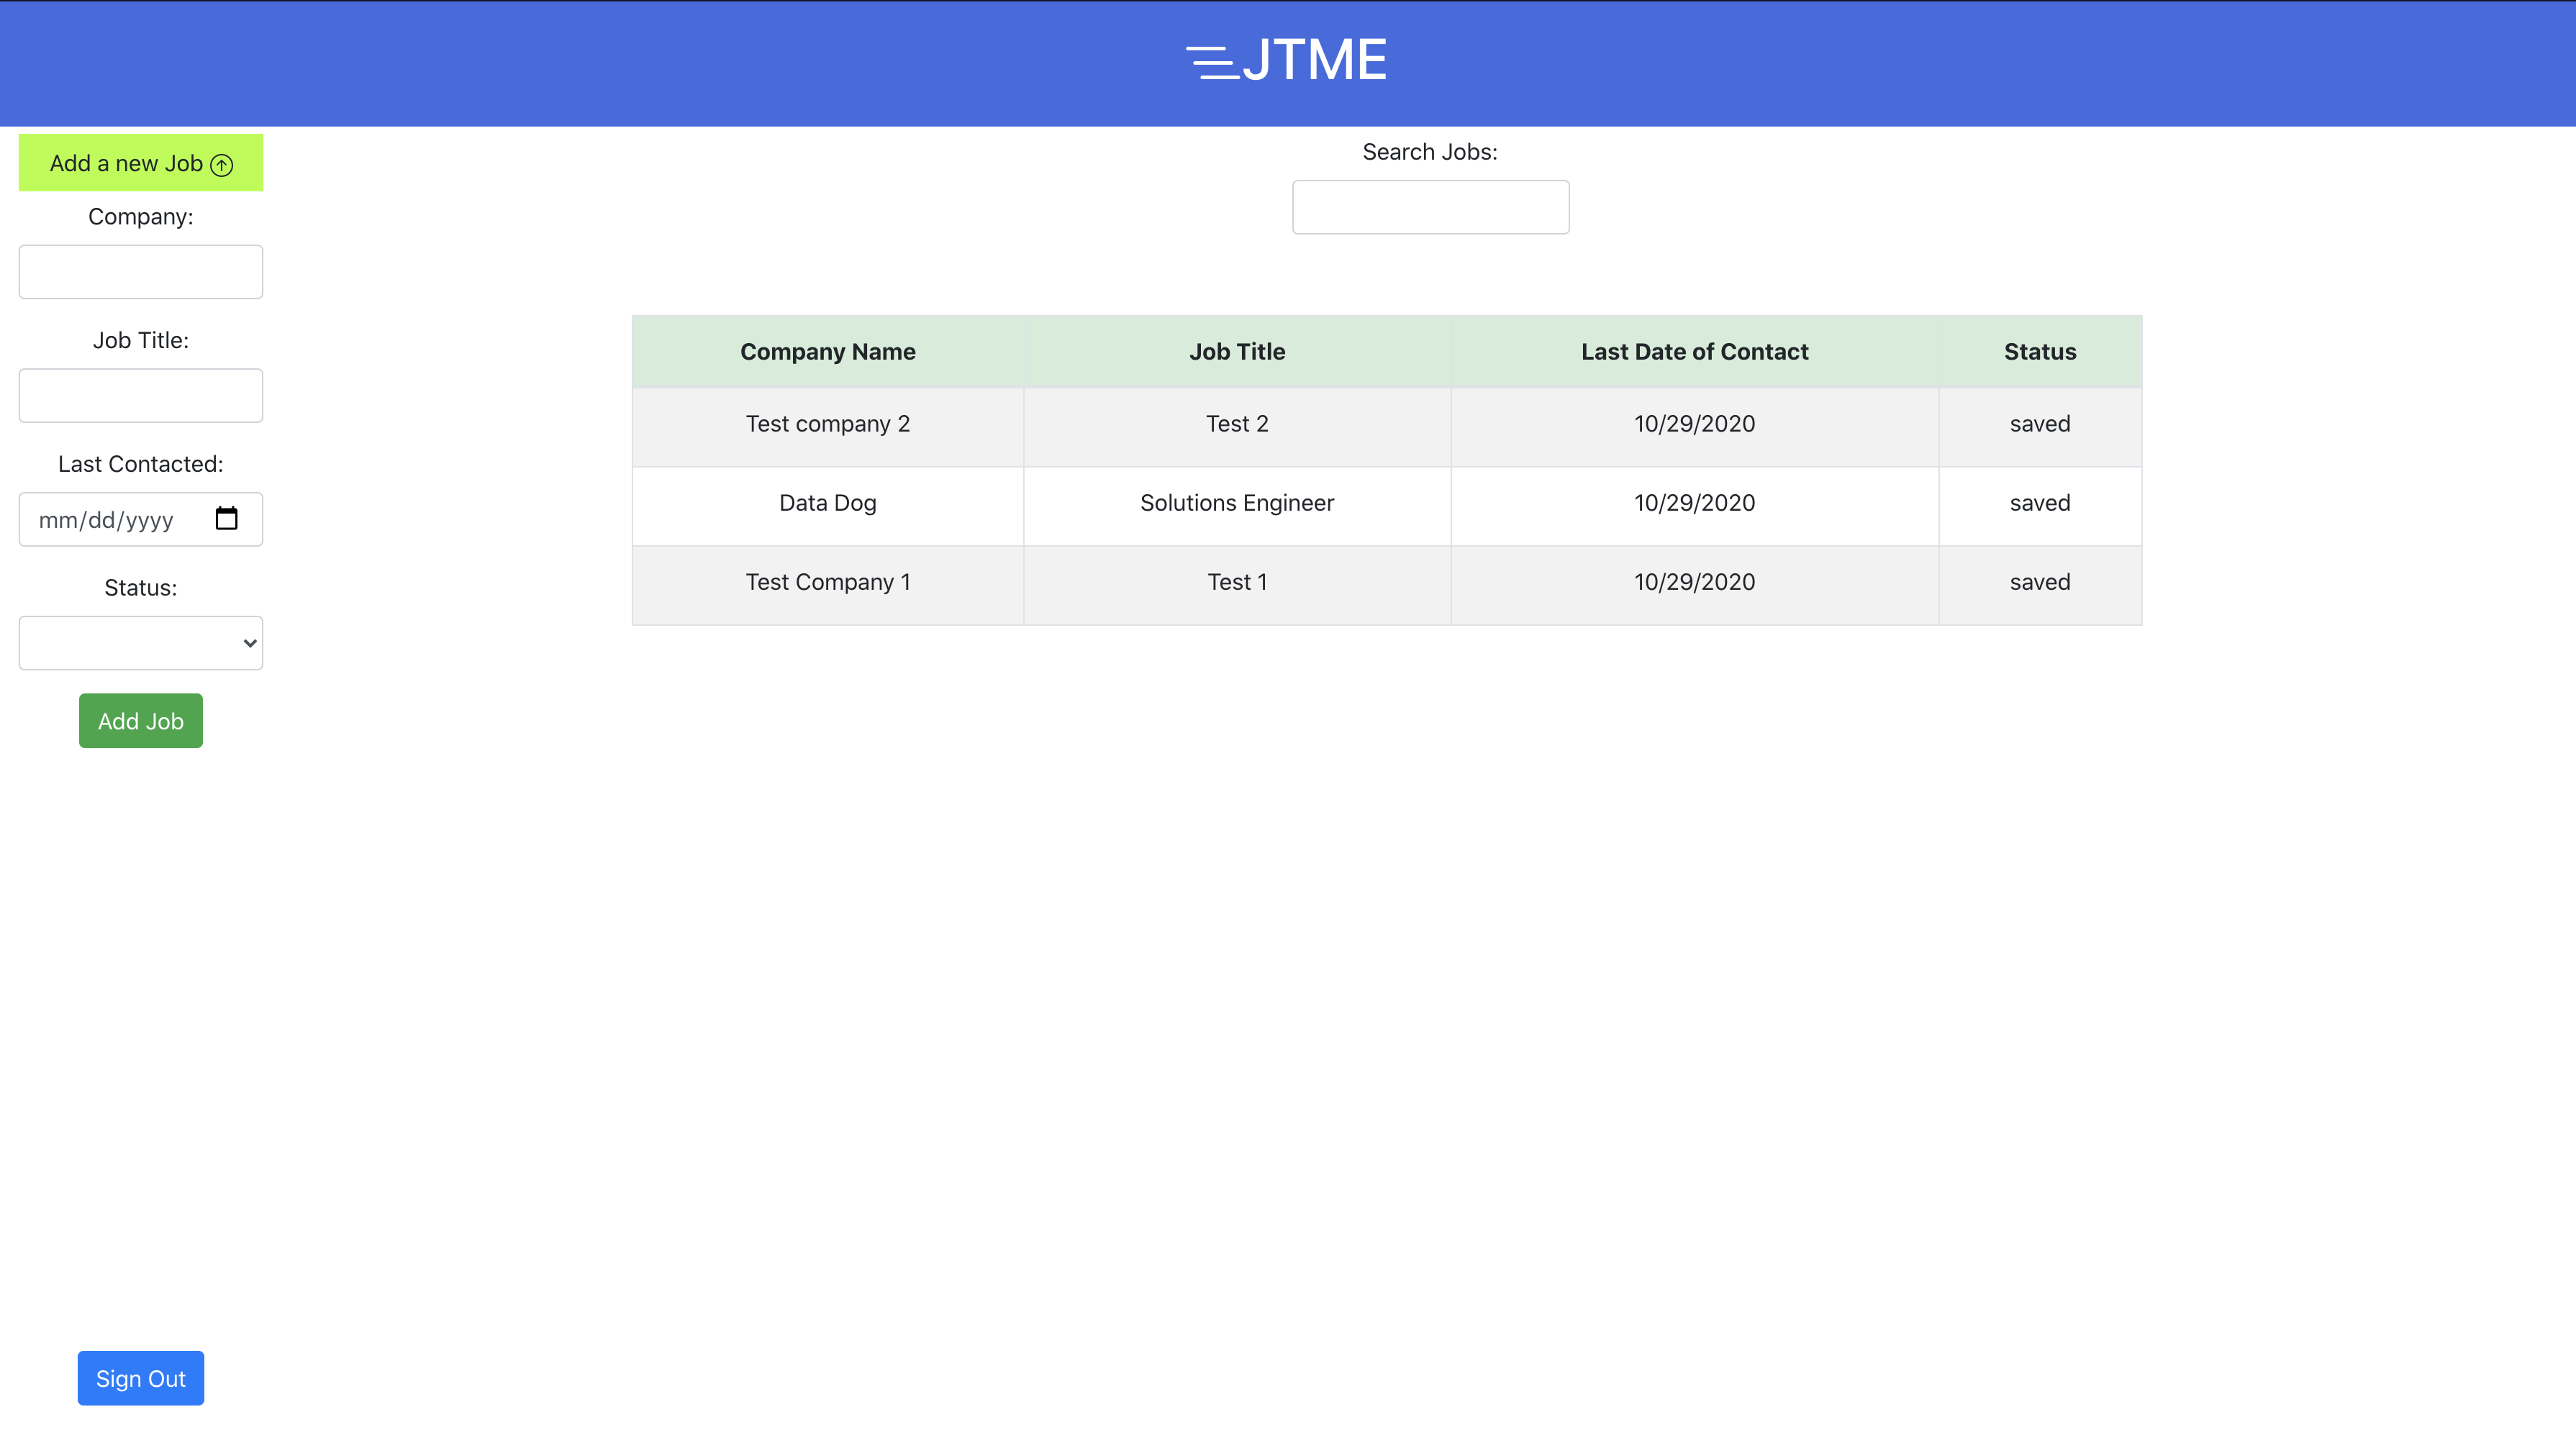 JTME
Add a new Job
Company:
Job Title:
Last Contacted:
mm/dd/yyyy
Status:
Add Job
Sign Out
Search Jobs:
Company Name Job Title Last Date of Contact Status
Test company 2 Test 2 10/29/2020 saved
Data Dog Solutions Engineer 10/29/2020 saved
Test Company 1 Test 1 10/29/2020 saved